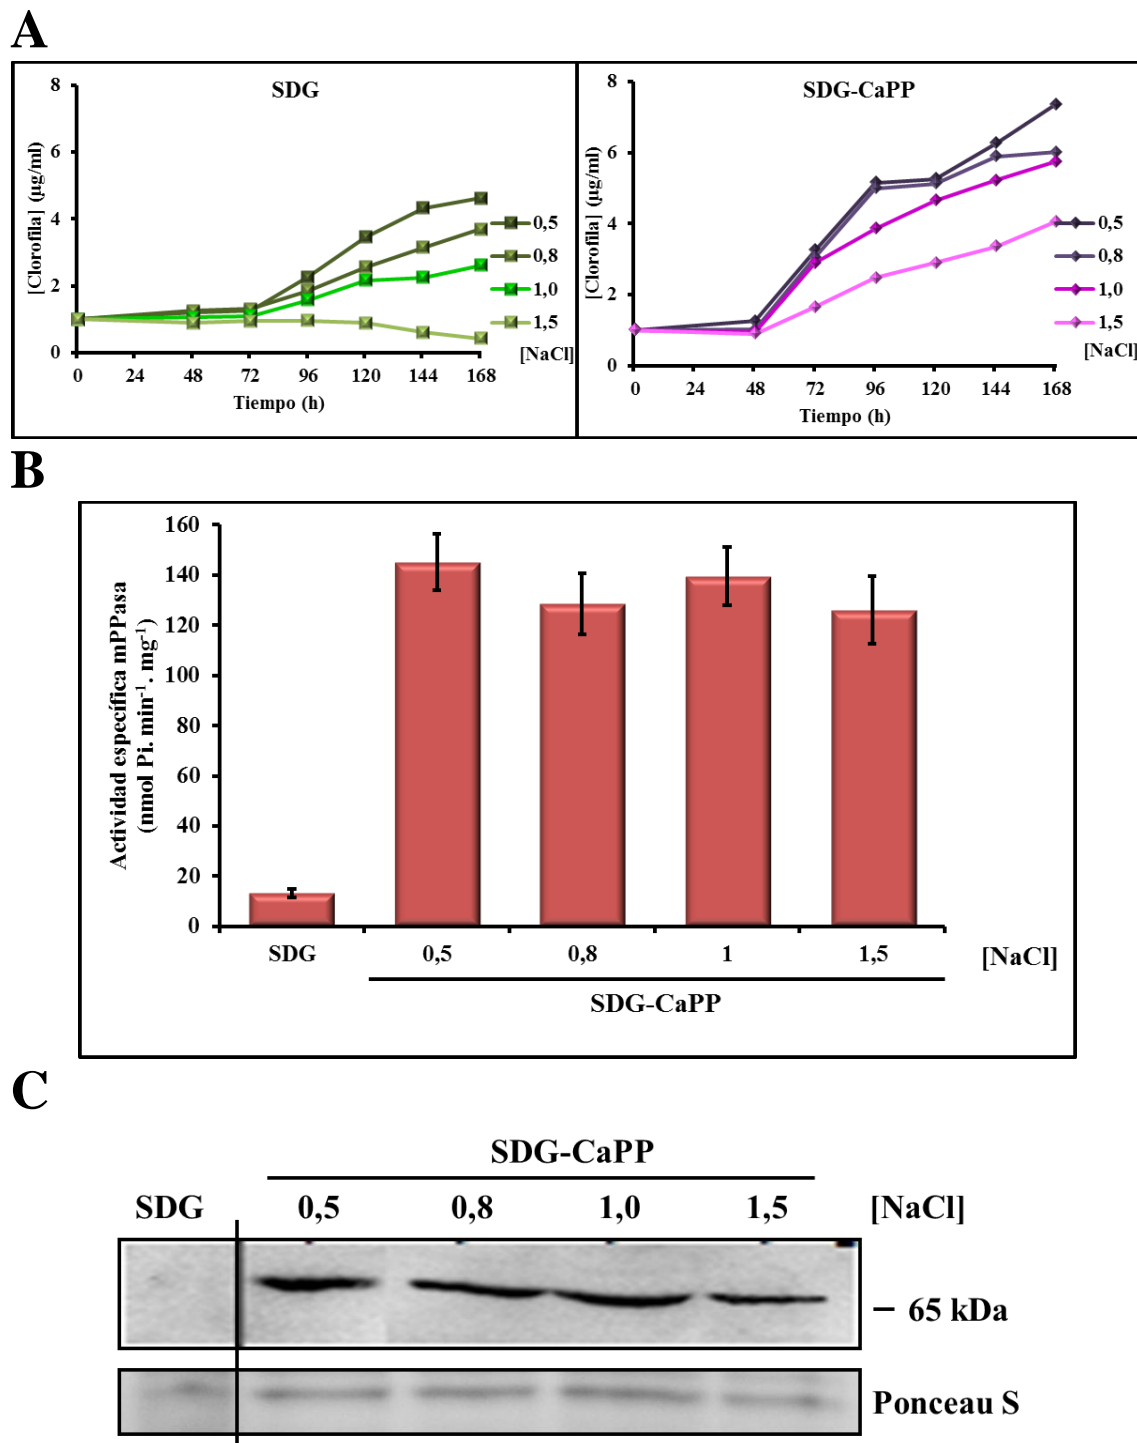 A
SDG
[Clorofila] (µg/ml)
8
6
4
2
0
0 24 48 72 96 120 144 168
Tiempo (h)
0,5
0,8
1,0
1,5
[NaCl]
SDG-CaPP
[Clorofila] (µg/ml)
8
6
4
2
0
0 24 48 72 96 120 144 168
Tiempo (h)
0,5
0,8
1,0
1,5
[NaCl]
B
Actividad específica mPPasa
(nmol Pi. min⁻¹. mg⁻¹)
160
140
120
100
80
60
40
20
0
SDG 0,5 0,8 1 1,5 [NaCl]
SDG-CaPP
C
SDG-CaPP
SDG 0,5 0,8 1,0 1,5 [NaCl]
– 65 kDa
Ponceau S